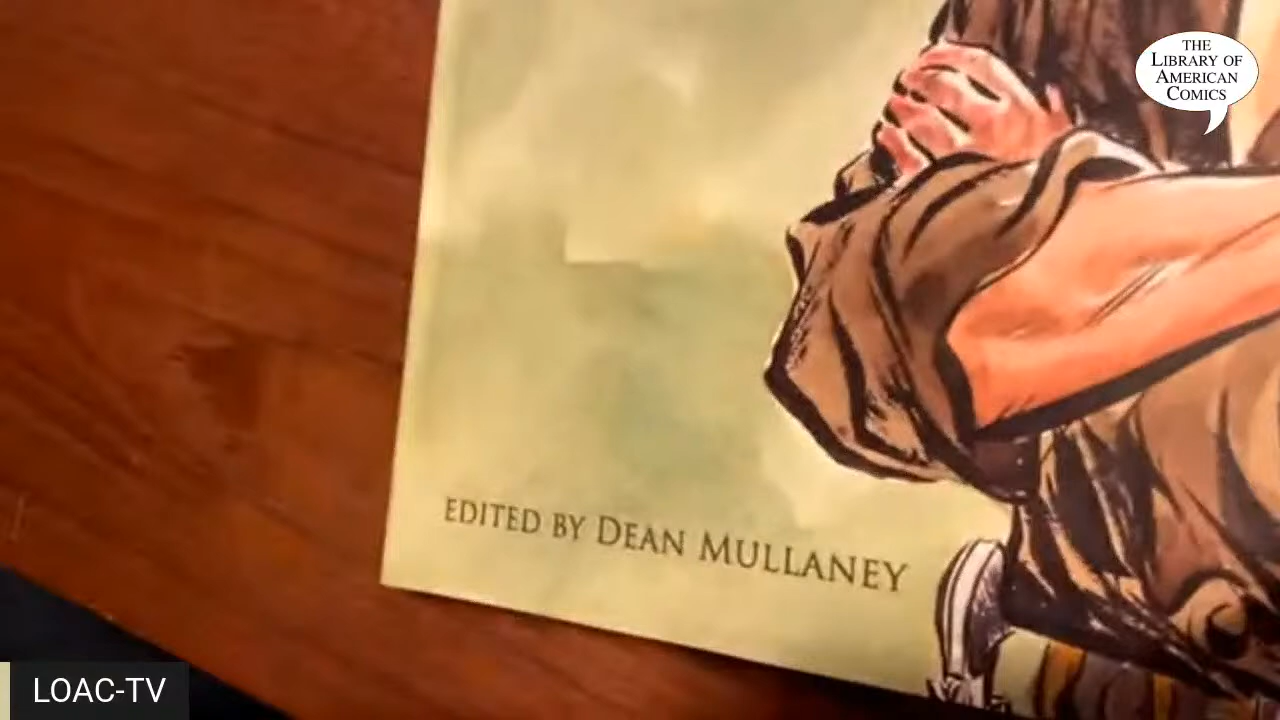 THE
LIBRARY OF
AMERICAN
COMICS
EDITED BY DEAN MULLANEY
LOAC-TV